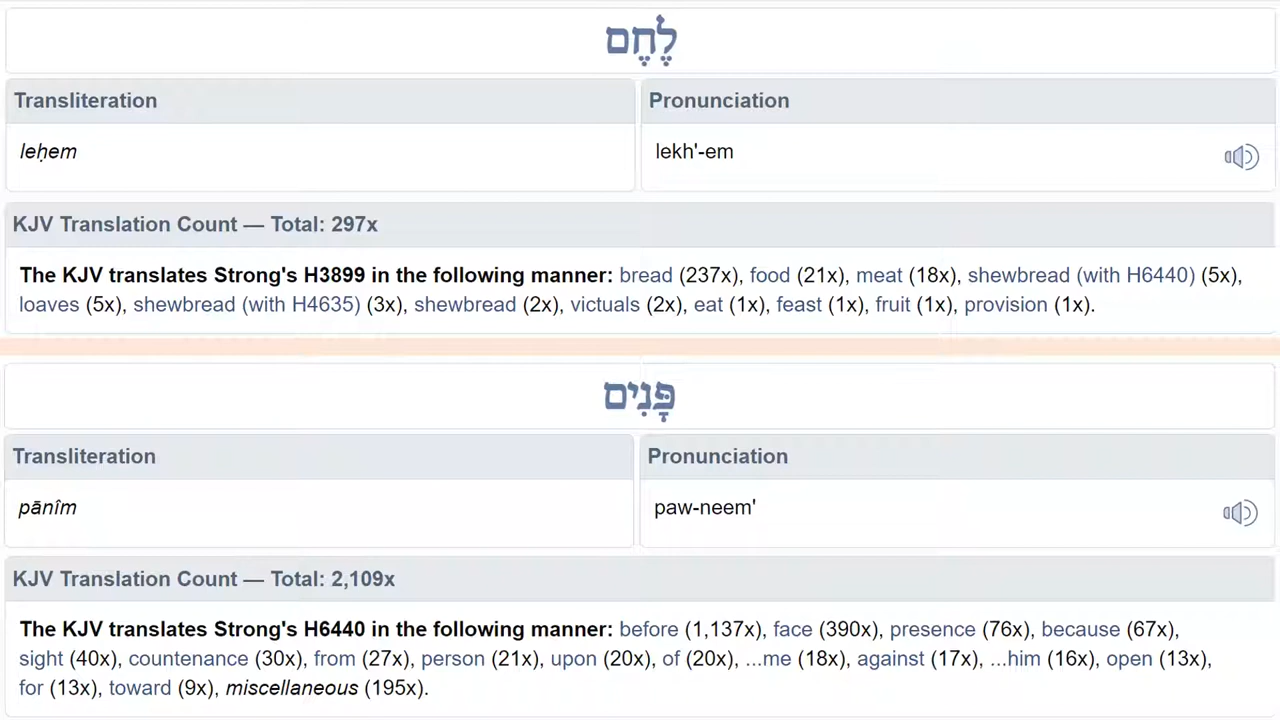 לֶחֶם
Transliteration
Pronunciation
leḥem
lekh'-em
KJV Translation Count — Total: 297x
The KJV translates Strong's H3899 in the following manner: bread (237x), food (21x), meat (18x), shewbread (with H6440) (5x),
loaves (5x), shewbread (with H4635) (3x), shewbread (2x), victuals (2x), eat (1x), feast (1x), fruit (1x), provision (1x).
פָּנִים
Transliteration
Pronunciation
pānîm
paw-neem'
KJV Translation Count — Total: 2,109x
The KJV translates Strong's H6440 in the following manner: before (1,137x), face (390x), presence (76x), because (67x),
sight (40x), countenance (30x), from (27x), person (21x), upon (20x), of (20x), ...me (18x), against (17x), ...him (16x), open (13x),
for (13x), toward (9x), miscellaneous (195x).